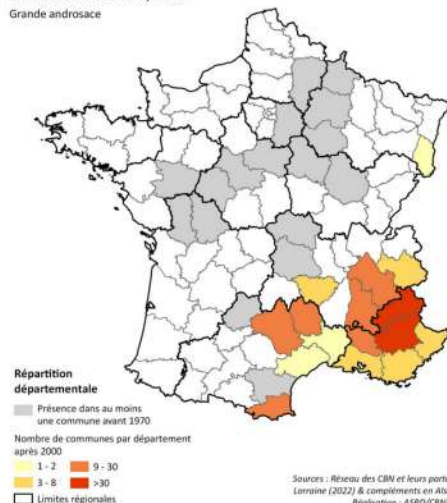 Grande androsace
Répartition
départementale
Présence dans au moins
une commune avant 1970
Nombre de communes par département
après 2000
1 - 2
9 - 30
3 - 8
>30
Limites régionales
Sources : Réseau des CBN et leurs
Lorraine (2022) & compléments en
Réalisation :